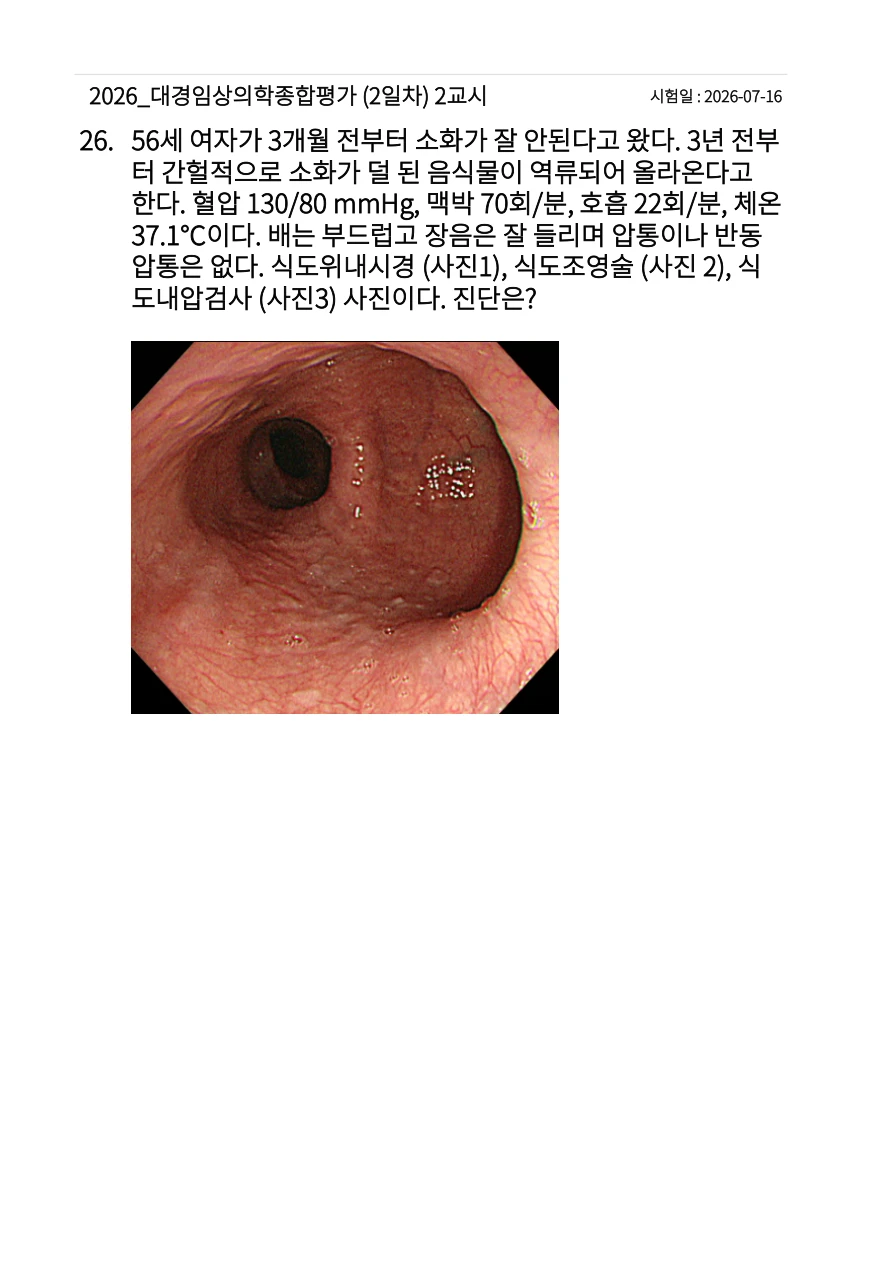 2026_대경임상의학종합평가 (2일차) 2교시
시험일 : 2026-07-16
26. 56세 여자가 3개월 전부터 소화가 잘 안된다고 왔다. 3년 전부
터 간헐적으로 소화가 덜 된 음식물이 역류되어 올라온다고
한다. 혈압 130/80 mmHg, 맥박 70회/분, 호흡 22회/분, 체온
37.1℃이다. 배는 부드럽고 장음은 잘 들리며 압통이나 반동
압통은 없다. 식도위내시경 (사진1), 식도조영술 (사진 2), 식
도내압검사 (사진3) 사진이다. 진단은?